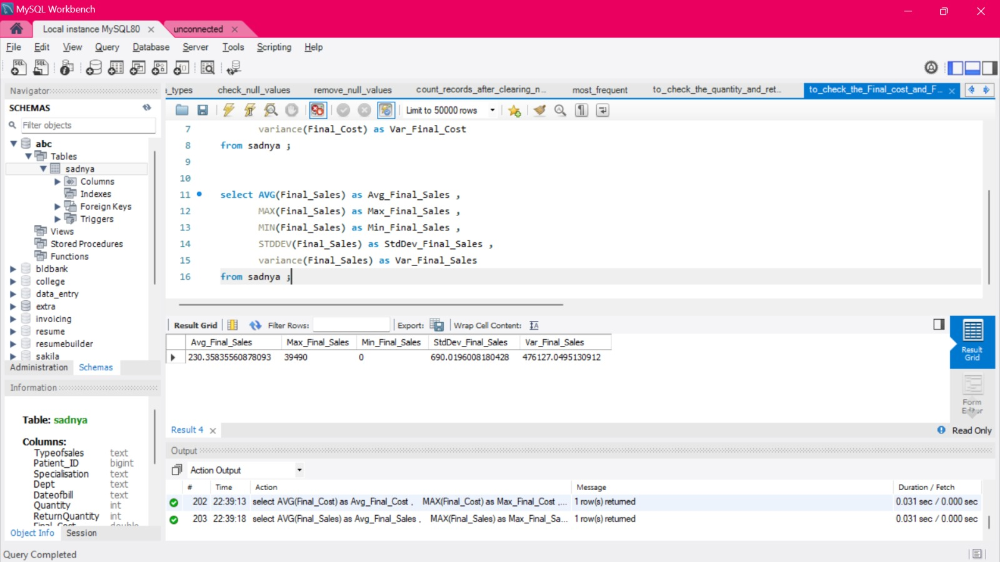 MySQL Workbench
Local instance MySQL80
unconnected
File Edit View Query Database Server Tools Scripting Help
Navigator
SCHEMAS
Filter objects
abc
Tables
sadnya
Columns
Indexes
Foreign Keys
Triggers
Views
Stored Procedures
Functions
bldbank
college
data_entry
extra
invoicing
resume
resumebuilder
sakila
Administration Schemas
Information
Table: sadnya
Columns:
Typeofsales text
Patient_ID bigint
Specialisation text
Dept text
Dateofbill text
Quantity int
ReturnQuantity int
Final_Cost double
Object Info Session
Query Completed
_types check_null_values remove_null_values count_records_after_clearing_n... most_frequent to_check_the_quantity_and_ret... to_check_the_Final_cost_and_F...
Limit to 50000 rows
7 variance(Final_Cost) as Var_Final_Cost
8 from sadnya ;
9
10
11 select AVG(Final_Sales) as Avg_Final_Sales ,
12 MAX(Final_Sales) as Max_Final_Sales ,
13 MIN(Final_Sales) as Min_Final_Sales ,
14 STDDEV(Final_Sales) as StdDev_Final_Sales ,
15 variance(Final_Sales) as Var_Final_Sales
16 from sadnya ;
Result Grid Filter Rows: Export: Wrap Cell Content:
Avg_Final_Sales Max_Final_Sales Min_Final_Sales StdDev_Final_Sales Var_Final_Sales
230.35835560878093 39490 0 690.0196008180428 476127.0495130912
Result Grid
Form Editor
Result 4
Read Only
Output
Action Output
# Time Action Message Duration / Fetch
202 22:39:13 select AVG(Final_Cost) as Avg_Final_Cost , MAX(Final_Cost) as Max_Final_Cost ,... 1 row(s) returned 0.031 sec / 0.000 sec
203 22:39:18 select AVG(Final_Sales) as Avg_Final_Sales , MAX(Final_Sales) as Max_Final_Sa... 1 row(s) returned 0.031 sec / 0.000 sec